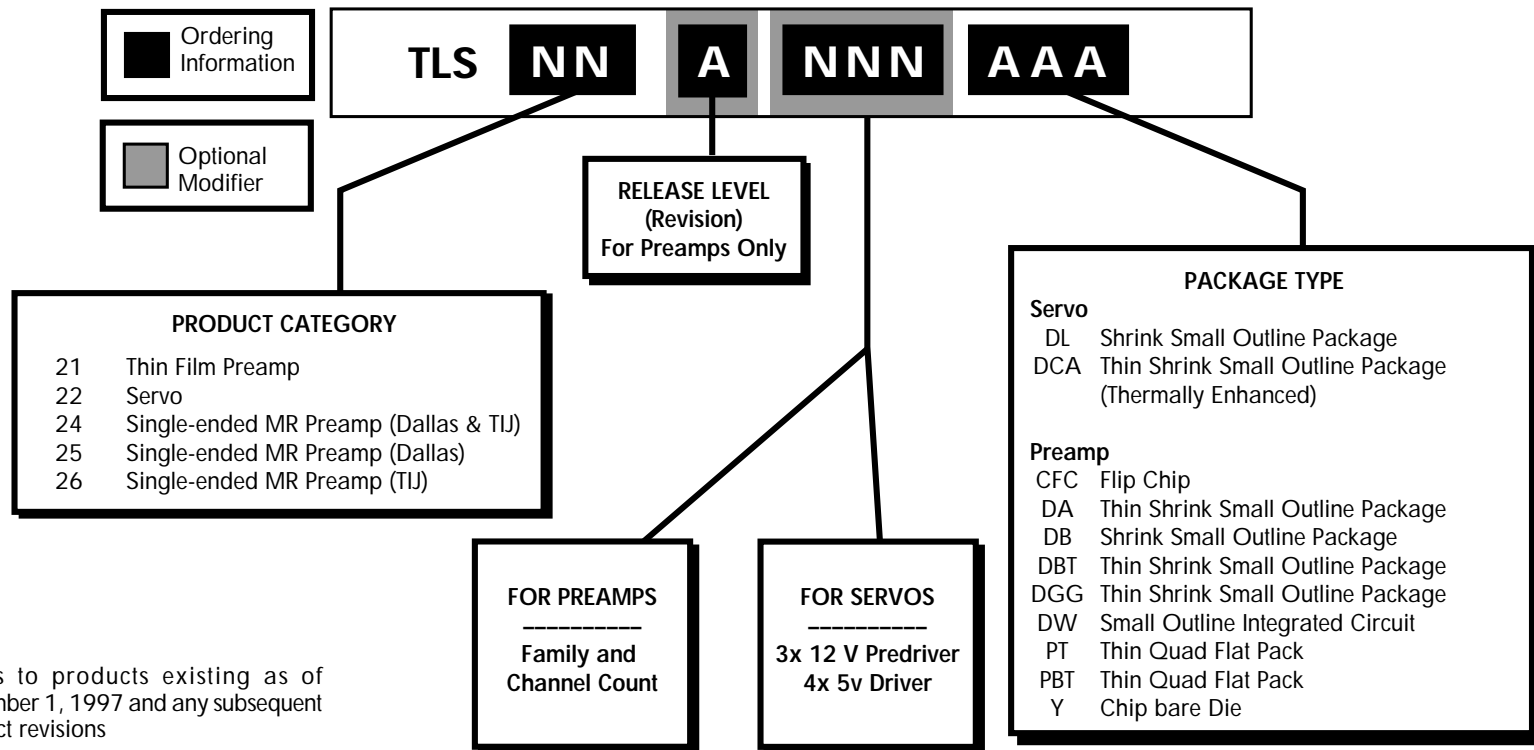 Ordering
Information
Optional
Modifier
TLS NN A NNN AAA
RELEASE LEVEL
(Revision)
For Preamps Only
PRODUCT CATEGORY
21 Thin Film Preamp
22 Servo
24 Single-ended MR Preamp (Dallas & TIJ)
25 Single-ended MR Preamp (Dallas)
26 Single-ended MR Preamp (TIJ)
FOR PREAMPS
__________
Family and
Channel Count
FOR SERVOS
__________
3x 12 V Predriver
4x 5v Driver
PACKAGE TYPE
Servo
DL Shrink Small Outline Package
DCA Thin Shrink Small Outline Package
(Thermally Enhanced)
Preamp
CFC Flip Chip
DA Thin Shrink Small Outline Package
DB Shrink Small Outline Package
DBT Thin Shrink Small Outline Package
DGG Thin Shrink Small Outline Package
DW Small Outline Integrated Circuit
PT Thin Quad Flat Pack
PBT Thin Quad Flat Pack
Y Chip bare Die
to products existing as of
1, 1997 and any subsequent
revisions